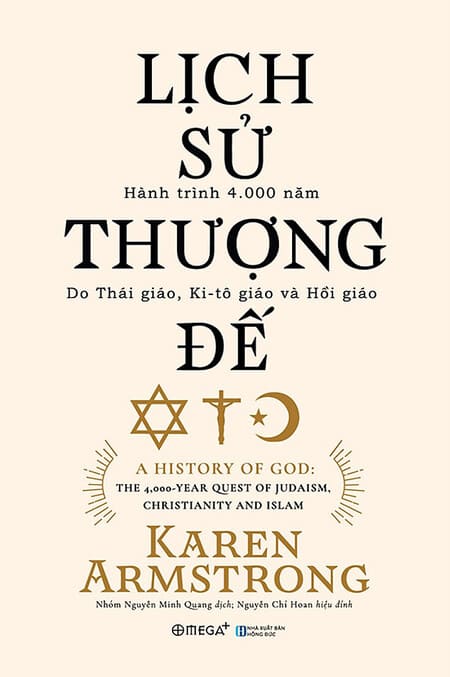 LỊCH
SỬ
Hành trình 4.000 năm
THƯỢNG
Do Thái giáo, Ki-tô giáo và Hồi giáo
ĐẾ
A HISTORY OF GOD:
THE 4,000-YEAR QUEST OF JUDAISM,
CHRISTIANITY AND ISLAM
KAREN
ARMSTRONG
Nhóm Nguyên Minh Quang dịch; Nguyên Chí Hoan hiệu đính
OMEGA+
NHÀ XUẤT BẢN
HỒNG ĐỨC